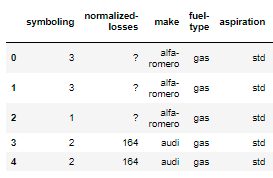 symboling normalized-losses make fuel-type aspiration
0 3 ? alfa-romero gas std
1 3 ? alfa-romero gas std
2 1 ? alfa-romero gas std
3 2 164 audi gas std
4 2 164 audi gas std